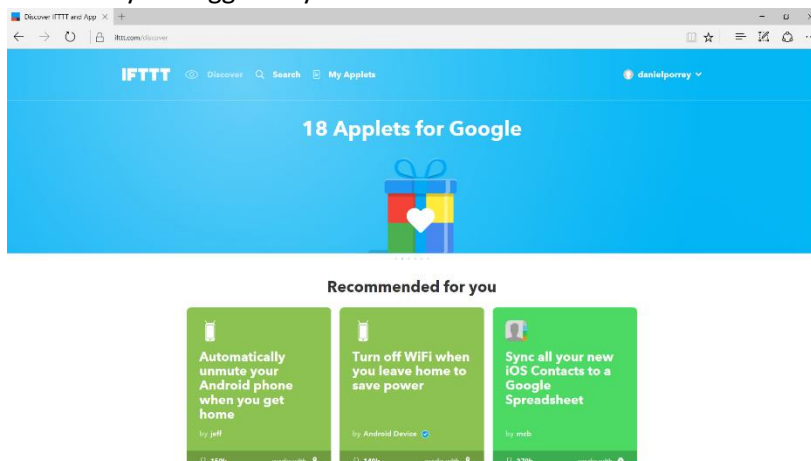 Discover IFTTT and App
ifttt.com/discover
IFTTT Discover Search My Applets danielporrey
18 Applets for Google
Recommended for you
Automatically
unmute your
Android phone
when you get
home
by jeff
Turn off WiFi when
you leave home to
save power
by Android Device
Sync all your new
iOS Contacts to a
Google
Spreadsheet
by mcb